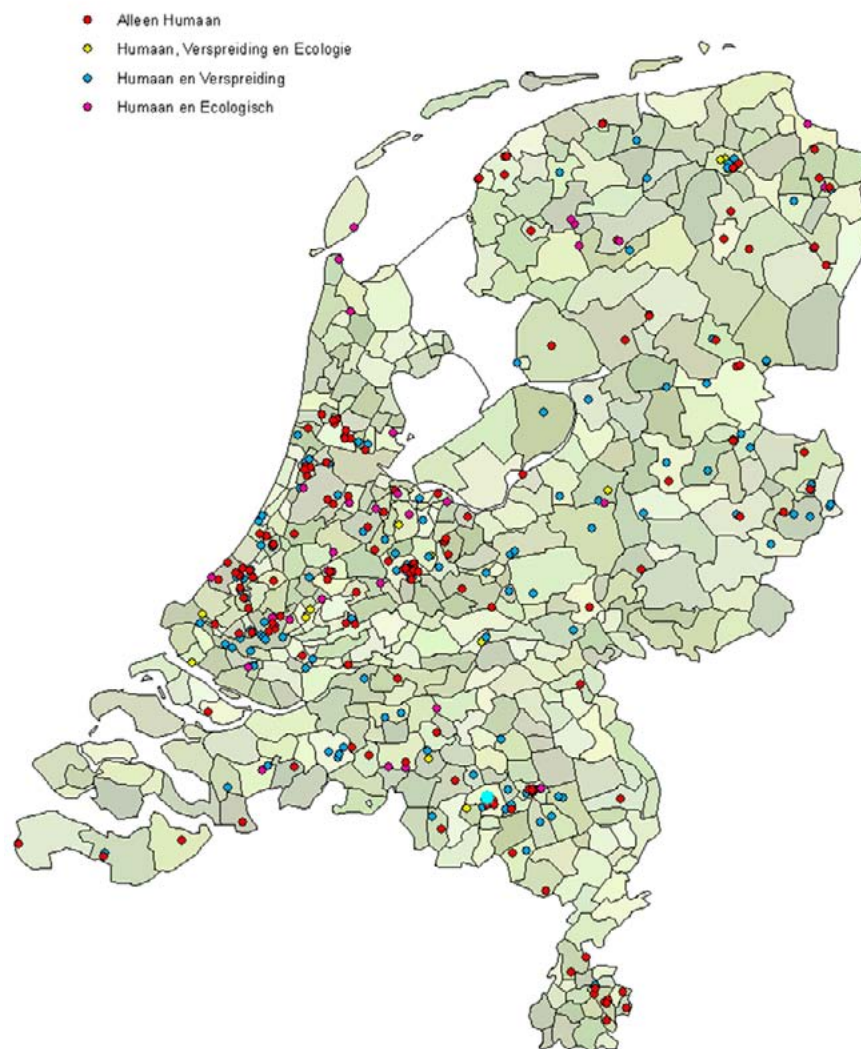 Alleen Humaan
Humaan, Verspreiding en Ecologie
Humaan en Verspreiding
Humaan en Ecologisch